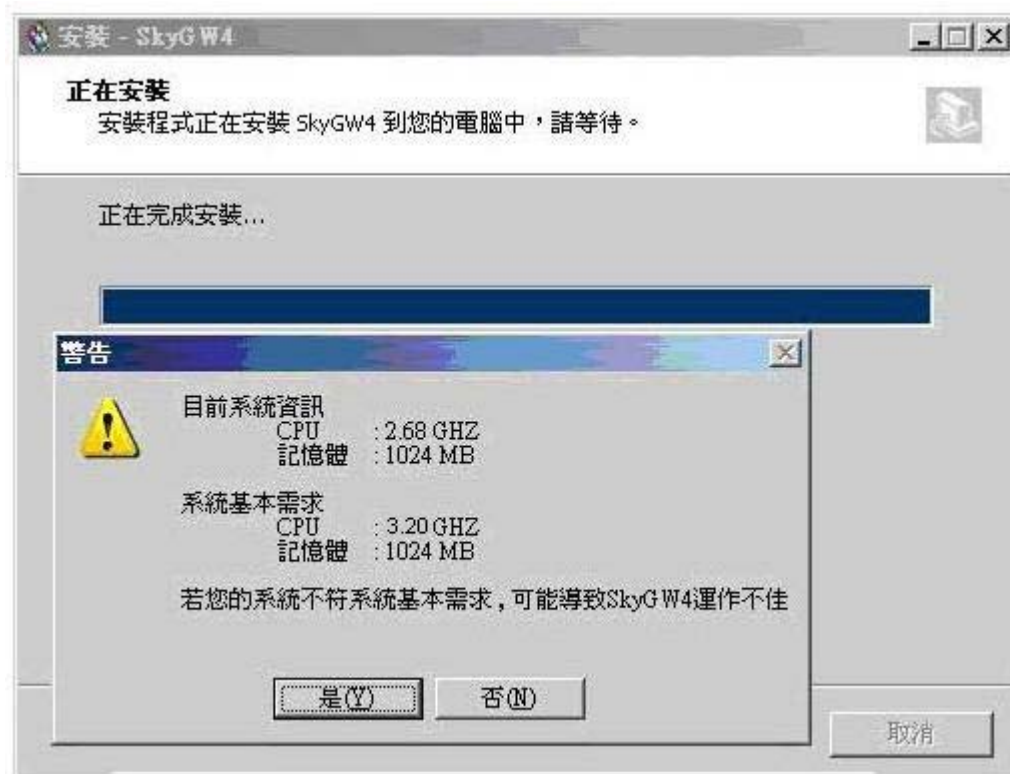 安裝 - SkyGW4
正在安裝
安裝程式正在安裝 SkyGW4 到您的電腦中，請等待。
正在完成安裝...
警告
目前系統資訊
CPU : 2.68 GHZ
記憶體 : 1024 MB
系統基本需求
CPU : 3.20 GHZ
記憶體 : 1024 MB
若您的系統不符系統基本需求 , 可能導致SkyGW4運作不佳
是(Y) 否(N)
取消